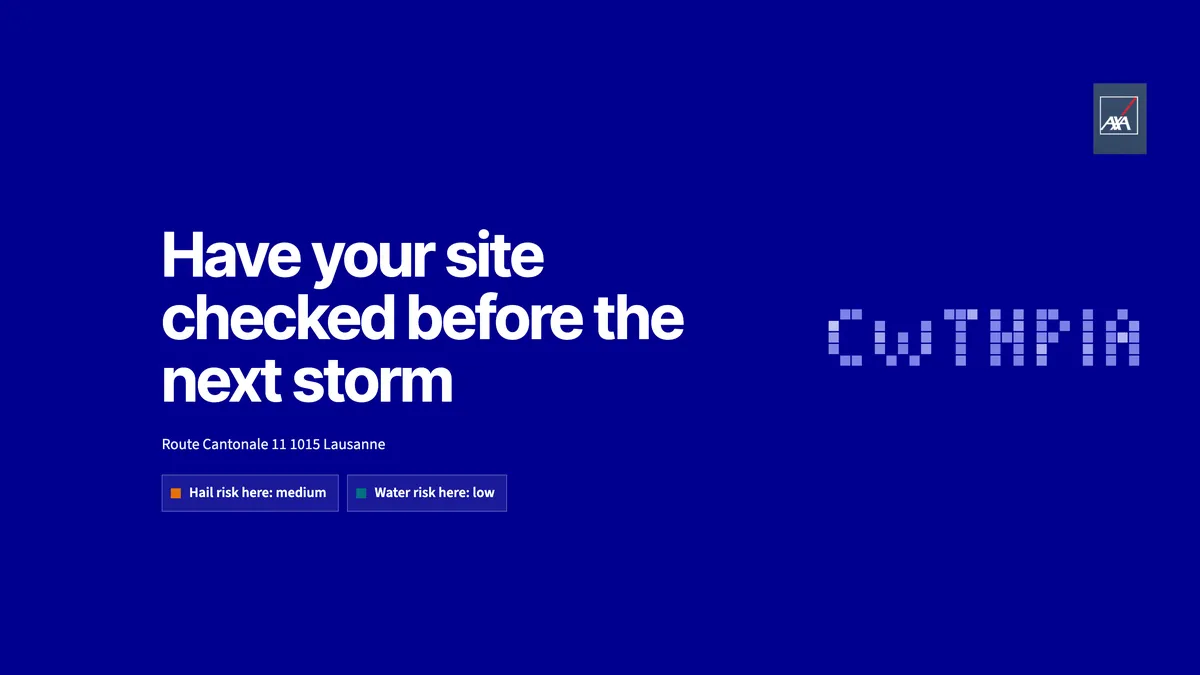 AXA
Have your site
checked before the
next storm
CwTHPIA
Route Cantonale 11 1015 Lausanne
Hail risk here: medium
Water risk here: low